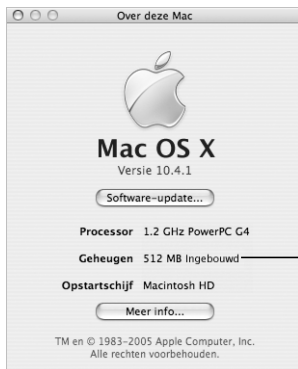 Over deze Mac
Mac OS X
Versie 10.4.1
Software-update...
Processor 1.2 GHz PowerPC G4
Geheugen 512 MB Ingebouwd
Opstartschijf Macintosh HD
Meer info...
TM en © 1983-2005 Apple Computer, Inc.
Alle rechten voorbehouden.